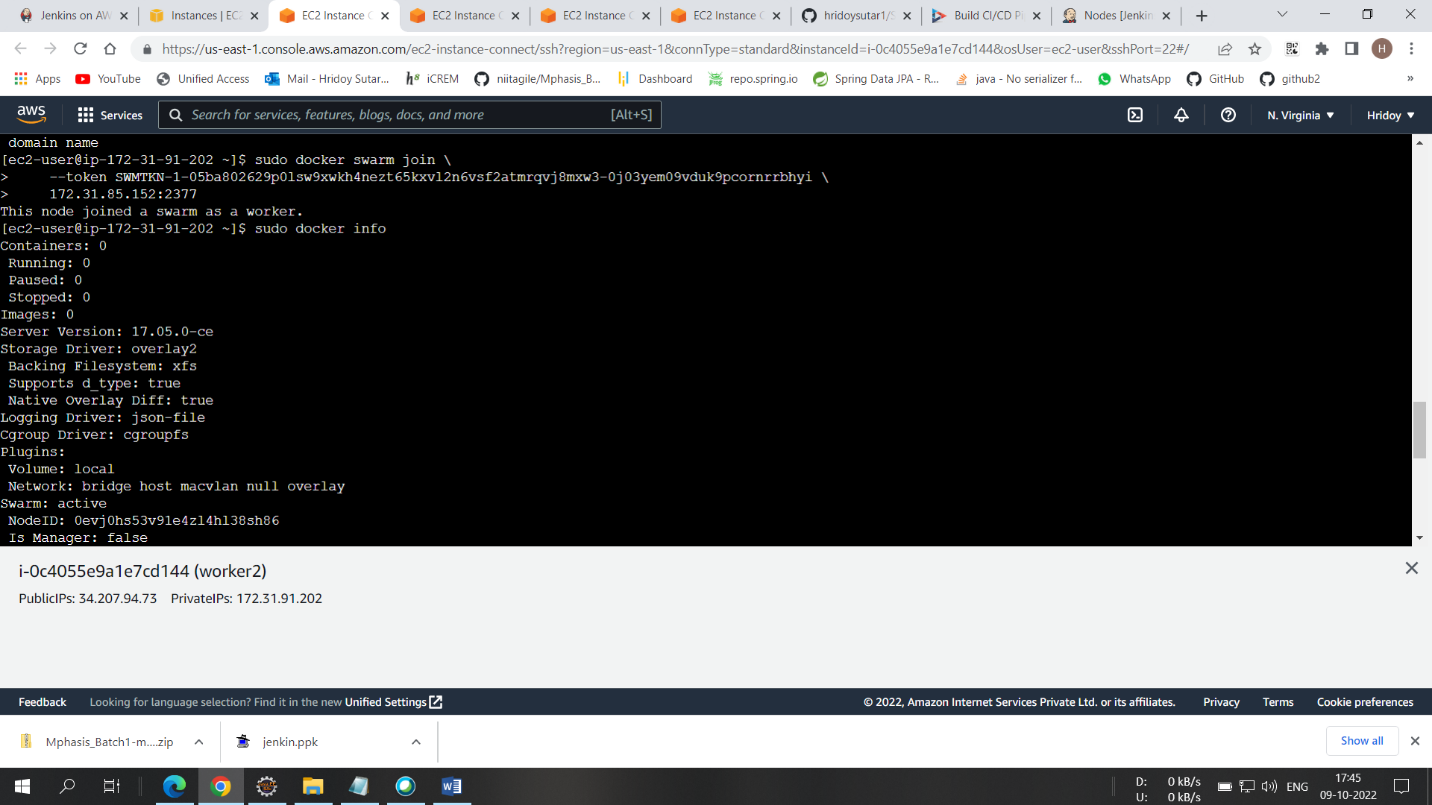 Jenkins on AW
Instances | EC2
EC2 Instance C
EC2 Instance C
EC2 Instance C
EC2 Instance C
hridoysutar1/S
Build CI/CD Pi
Nodes [Jenkin
https://us-east-1.console.aws.amazon.com/ec2-instance-connect/ssh?region=us-east-1&connType=standard&instanceId=i-0c4055e9a1e7cd144&osUser=ec2-user&sshPort=22#/
H
Apps
YouTube
Unified Access
Mail - Hridoy Sutar...
iCREM
niitagile/Mphasis_B...
Dashboard
repo.spring.io
Spring Data JPA - R...
java - No serializer f...
WhatsApp
GitHub
github2
»
aws
Services
Search for services, features, blogs, docs, and more
[Alt+S]
N. Virginia
Hridoy
domain name
[ec2-user@ip-172-31-91-202 ~]$ sudo docker swarm join \
> --token SWMTKN-1-05ba802629p0lsw9xwkh4nezt65kxvl2n6vsf2atmrqvj8mxw3-0j03yem09vduk9pcornrrbhyi \
> 172.31.85.152:2377
This node joined a swarm as a worker.
[ec2-user@ip-172-31-91-202 ~]$ sudo docker info
Containers: 0
Running: 0
Paused: 0
Stopped: 0
Images: 0
Server Version: 17.05.0-ce
Storage Driver: overlay2
Backing Filesystem: xfs
Supports d_type: true
Native Overlay Diff: true
Logging Driver: json-file
Cgroup Driver: cgroupfs
Plugins:
Volume: local
Network: bridge host macvlan null overlay
Swarm: active
NodeID: 0evj0hs53v91e4zl4hl38sh86
Is Manager: false
i-0c4055e9a1e7cd144 (worker2)
PublicIPs: 34.207.94.73 PrivateIPs: 172.31.91.202
Feedback
Looking for language selection? Find it in the new Unified Settings
© 2022, Amazon Internet Services Private Ltd. or its affiliates.
Privacy
Terms
Cookie preferences
Mphasis_Batch1-m....zip
jenkin.ppk
Show all
D: 0 kB/s
U: 0 kB/s
ENG
17:45
09-10-2022